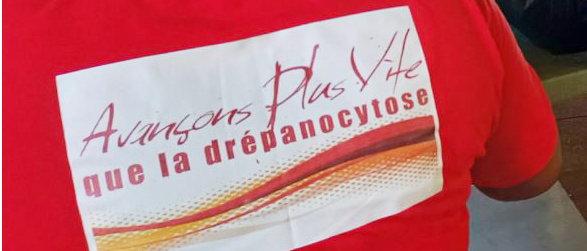 Avançons Plus Vite
que la drépanocytose